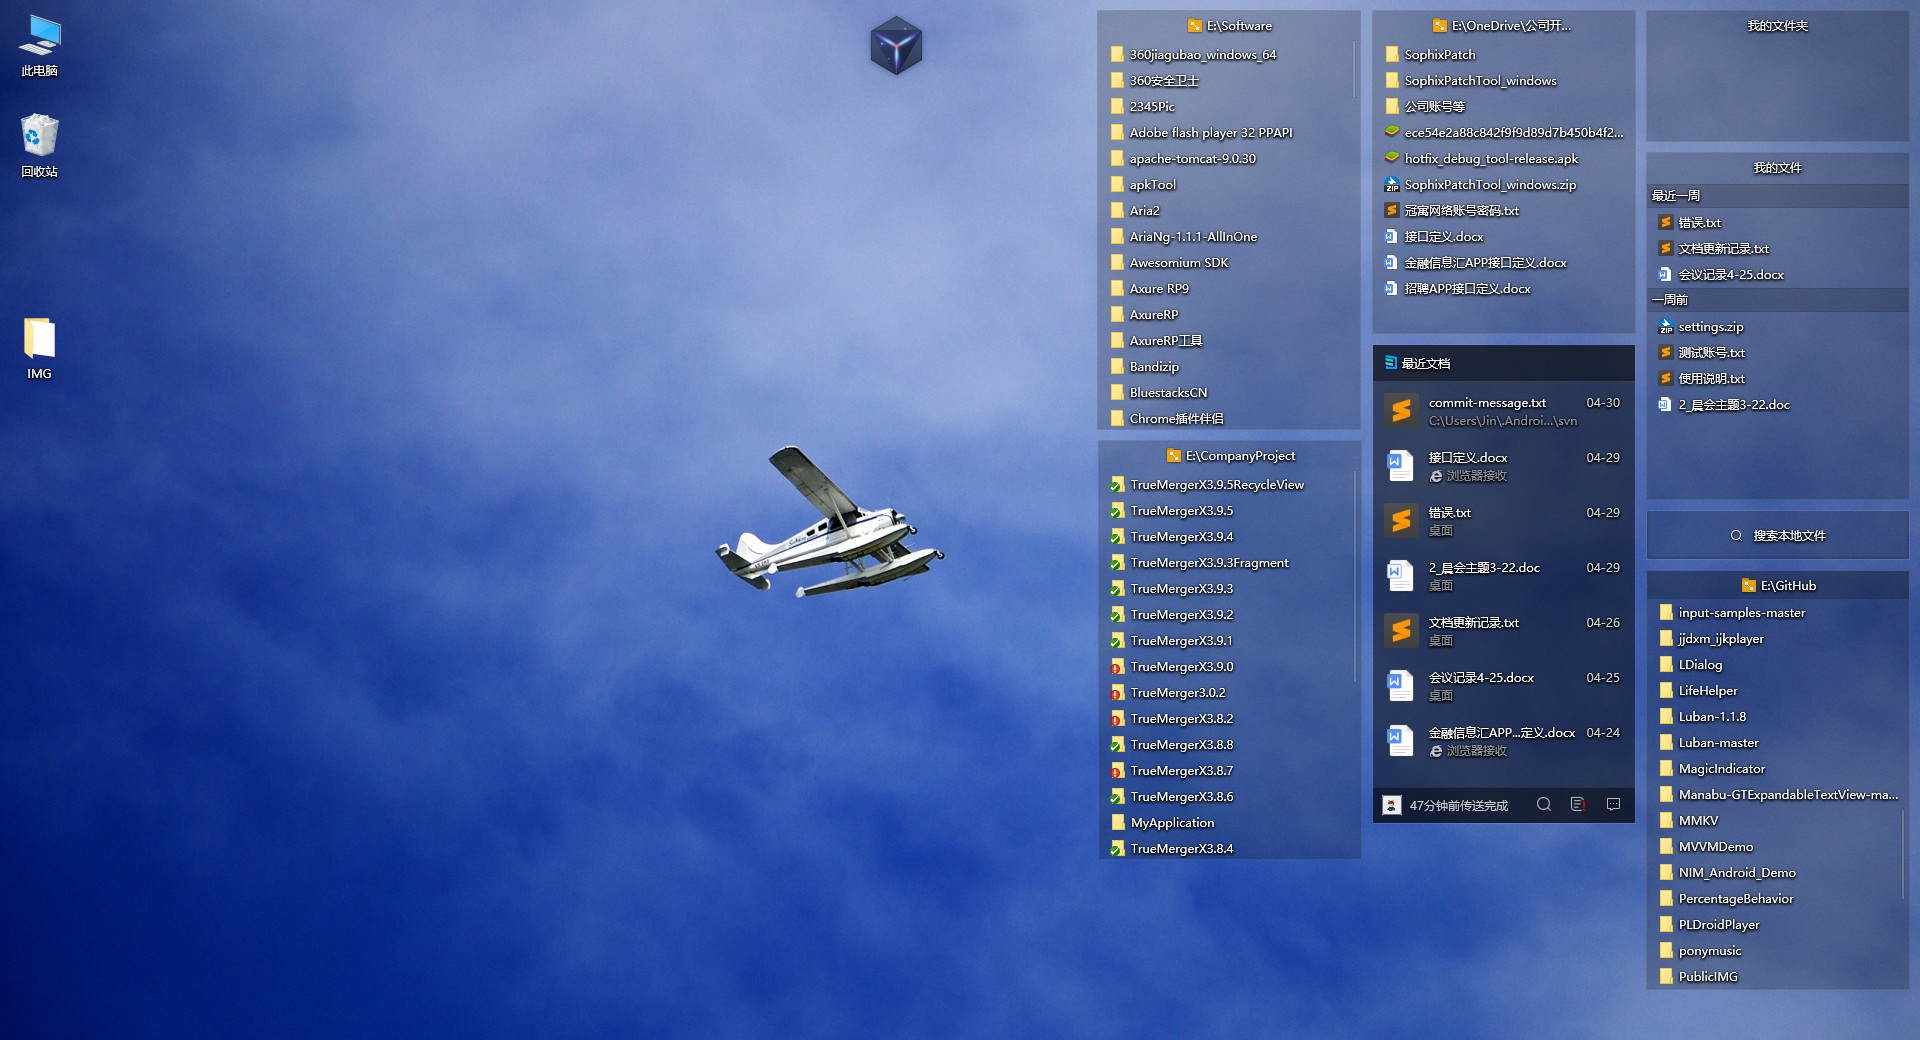 此电脑
回收站
IMG
E:\Software
360jiagubao_windows_64
360安全卫士
2345Pic
Adobe flash player 32 PPAPI
apache-tomcat-9.0.30
apkTool
Aria2
AriaNg-1.1.1-AllInOne
Awesomium SDK
Axure RP9
AxureRP
AxureRP工具
Bandizip
BluestacksCN
Chrome插件伴侣
E:\CompanyProject
TrueMergerX3.9.5RecycleView
TrueMergerX3.9.5
TrueMergerX3.9.4
TrueMergerX3.9.3Fragment
TrueMergerX3.9.3
TrueMergerX3.9.2
TrueMergerX3.9.1
TrueMergerX3.9.0
TrueMerger3.0.2
TrueMergerX3.8.2
TrueMergerX3.8.8
TrueMergerX3.8.7
TrueMergerX3.8.6
MyApplication
TrueMergerX3.8.4
E:\OneDrive\公司开...
SophixPatch
SophixPatchTool_windows
公司账号等
ece54e2a88c842f9f9d89d7b450b4f2...
hotfix_debug_tool-release.apk
SophixPatchTool_windows.zip
冠寓网络账号密码.txt
接口定义.docx
金融信息汇APP接口定义.docx
招聘APP接口定义.docx
最近文档
commit-message.txt 04-30
C:\Users\Jin\.Androi...\svn
接口定义.docx 04-29
浏览器接收
错误.txt 04-29
桌面
2_晨会主题3-22.doc 04-29
桌面
文档更新记录.txt 04-26
桌面
会议记录4-25.docx 04-25
桌面
金融信息汇APP...定义.docx 04-24
浏览器接收
47分钟前传送完成
我的文件夹
我的文件
最近一周
错误.txt
文档更新记录.txt
会议记录4-25.docx
一周前
settings.zip
测试账号.txt
使用说明.txt
2_晨会主题3-22.doc
搜索本地文件
E:\GitHub
input-samples-master
jjdxm_ijkplayer
LDialog
LifeHelper
Luban-1.1.8
Luban-master
MagicIndicator
Manabu-GTExpandableTextView-ma...
MMKV
MVVMDemo
NIM_Android_Demo
PercentageBehavior
PLDroidPlayer
ponymusic
PublicIMG